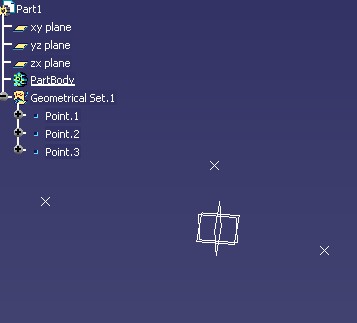 Part1
xy plane
yz plane
zx plane
PartBody
Geometrical Set.1
Point.1
Point.2
Point.3